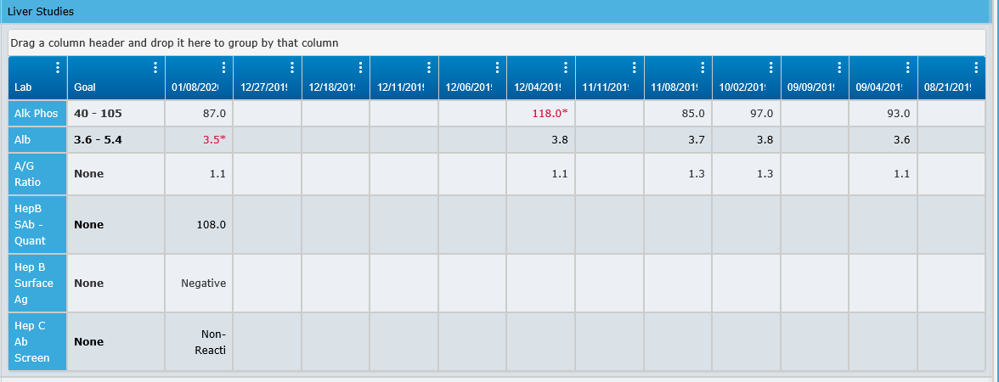 Liver Studies
Drag a column header and drop it here to group by that column
Lab Goal 01/08/202 12/27/201 12/18/201 12/11/201 12/06/201 12/04/201 11/11/201 11/08/201 10/02/201 09/09/201 09/04/201 08/21/201
Alk Phos 40 - 105 87.0 118.0* 85.0 97.0 93.0
Alb 3.6 - 5.4 3.5* 3.8 3.7 3.8 3.6
A/G
Ratio
None 1.1 1.1 1.3 1.3 1.1
HepB
SAb -
Quant
None 108.0
Hep B
Surface
Ag
None Negative
Hep C
Ab
Screen
None
Non-
Reacti